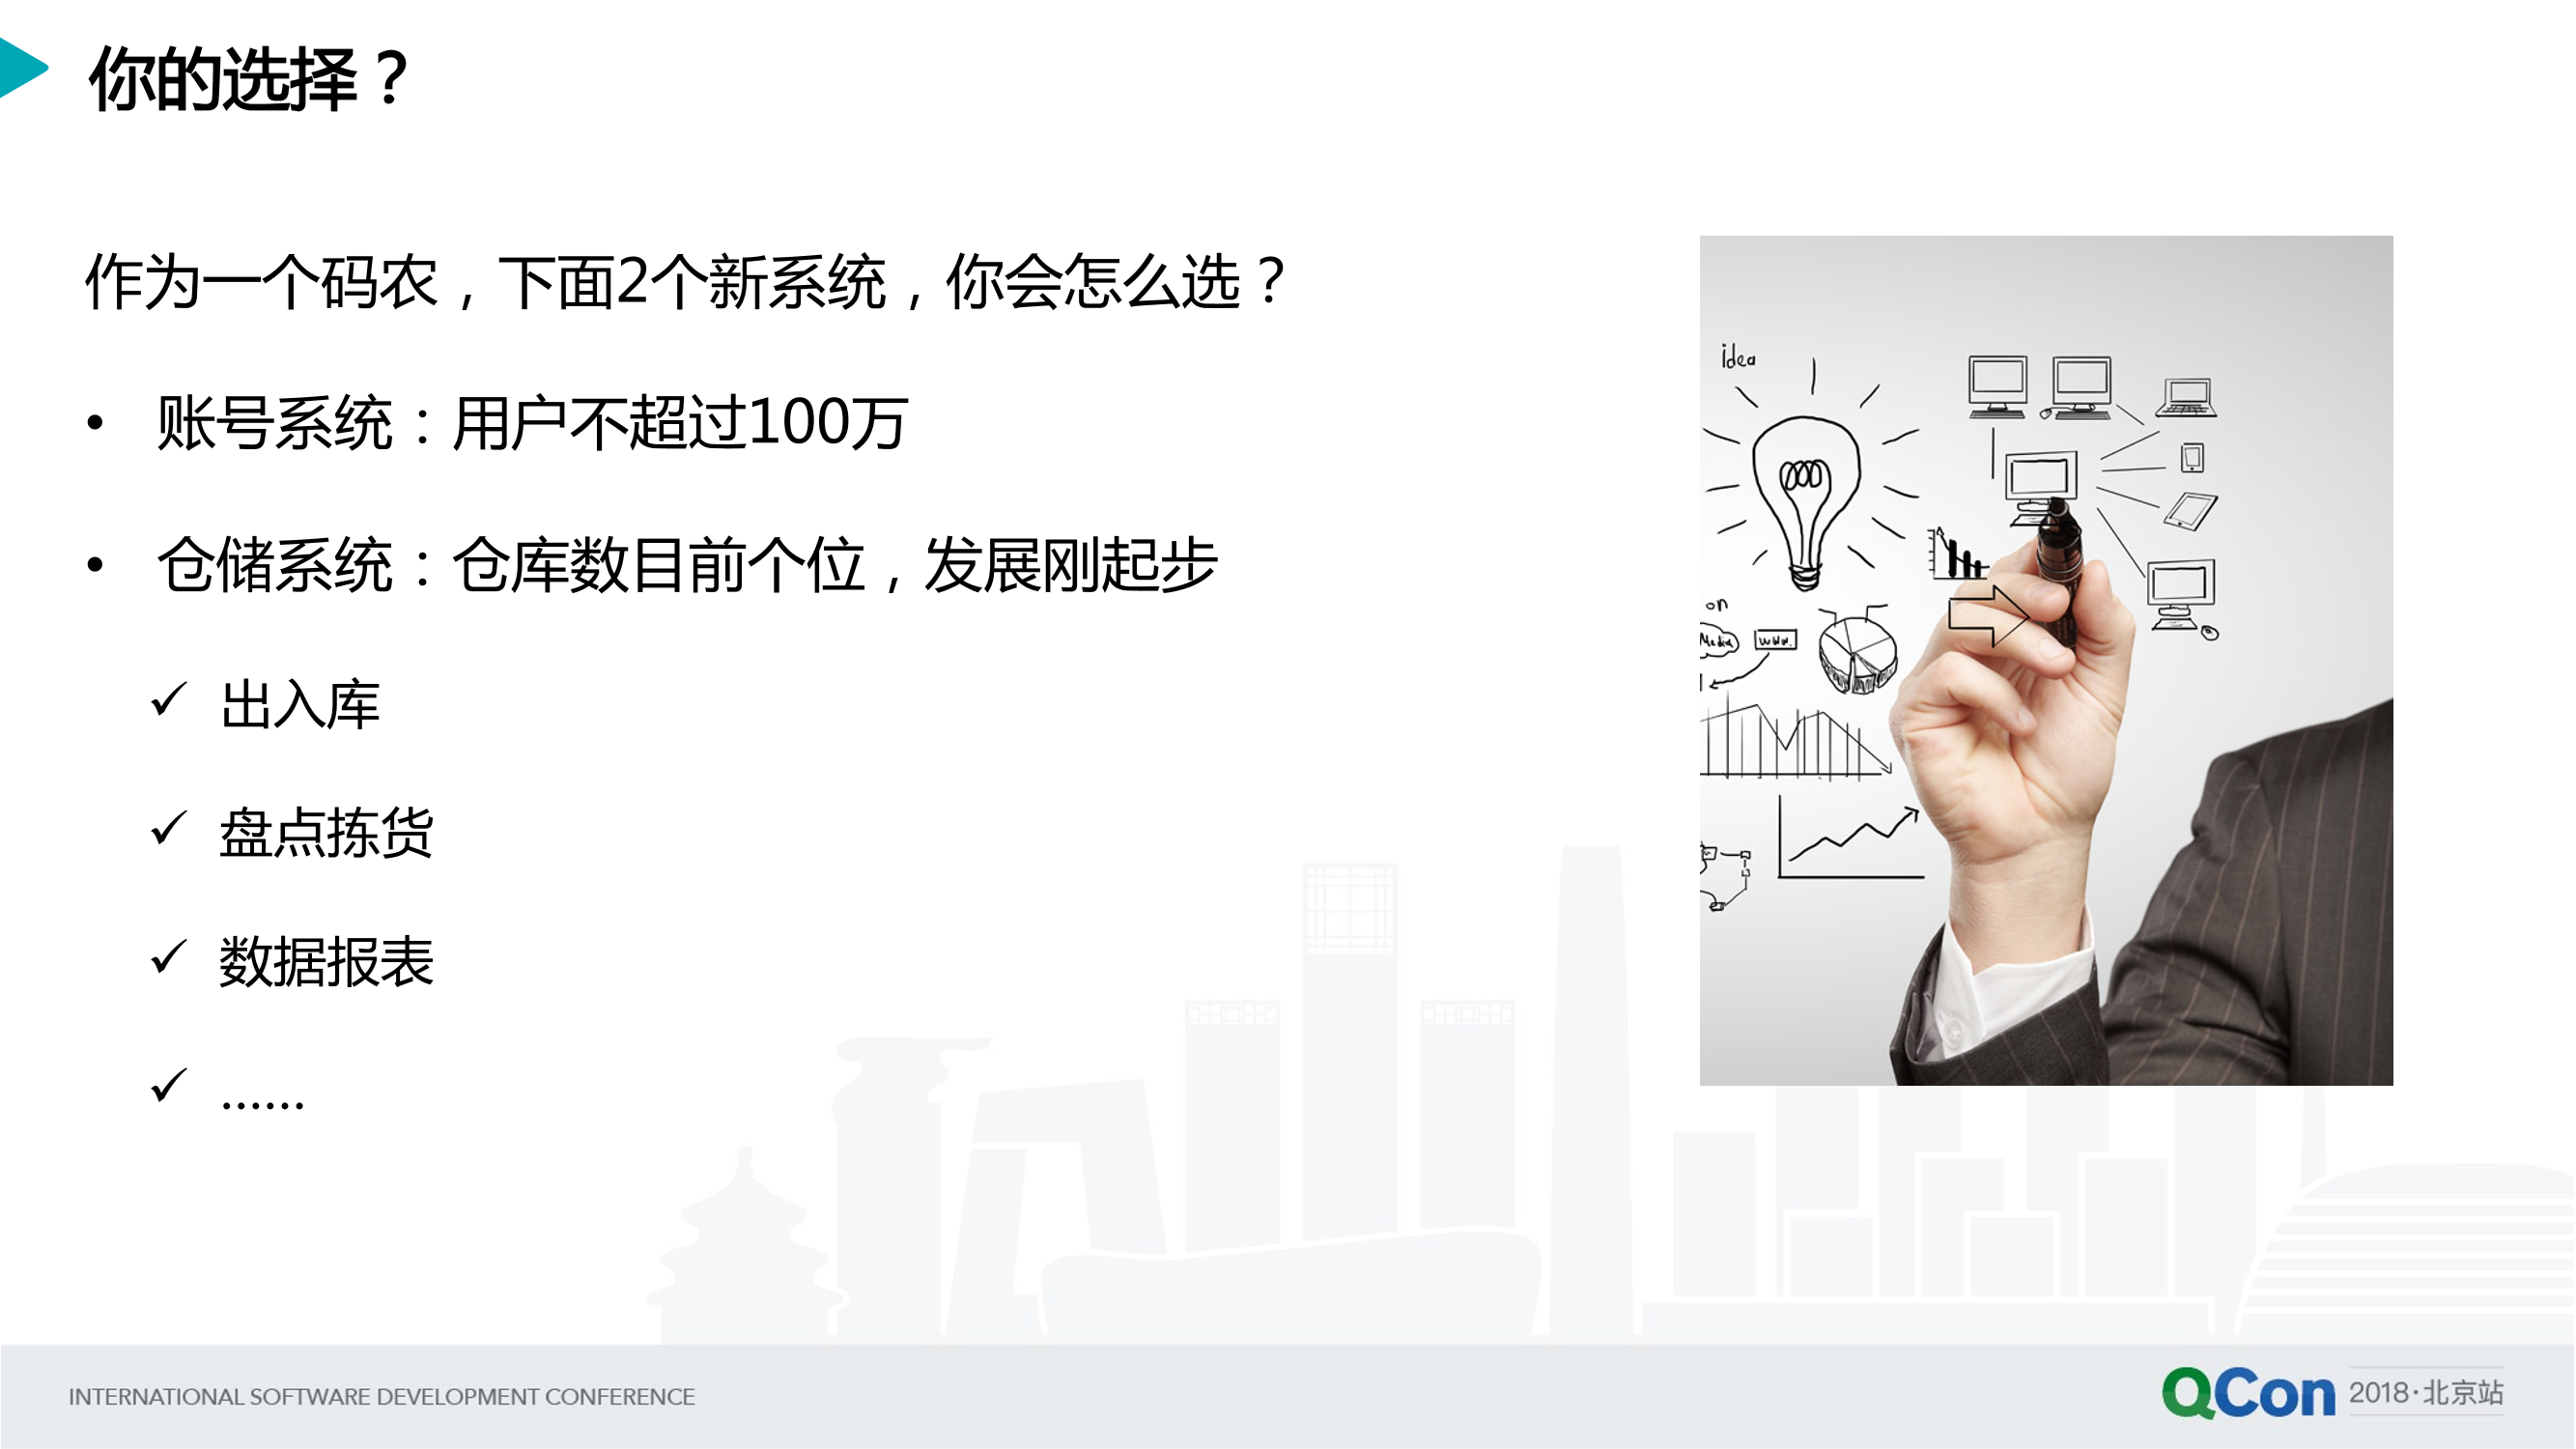 你的选择？
作为一个码农，下面2个新系统，你会怎么选？
• 账号系统：用户不超过100万
• 仓储系统：仓库数目前个位，发展刚起步
✓ 出入库
✓ 盘点拣货
✓ 数据报表
✓ ……
idea
on
Media
www.
INTERNATIONAL SOFTWARE DEVELOPMENT CONFERENCE
QCon 2018·北京站